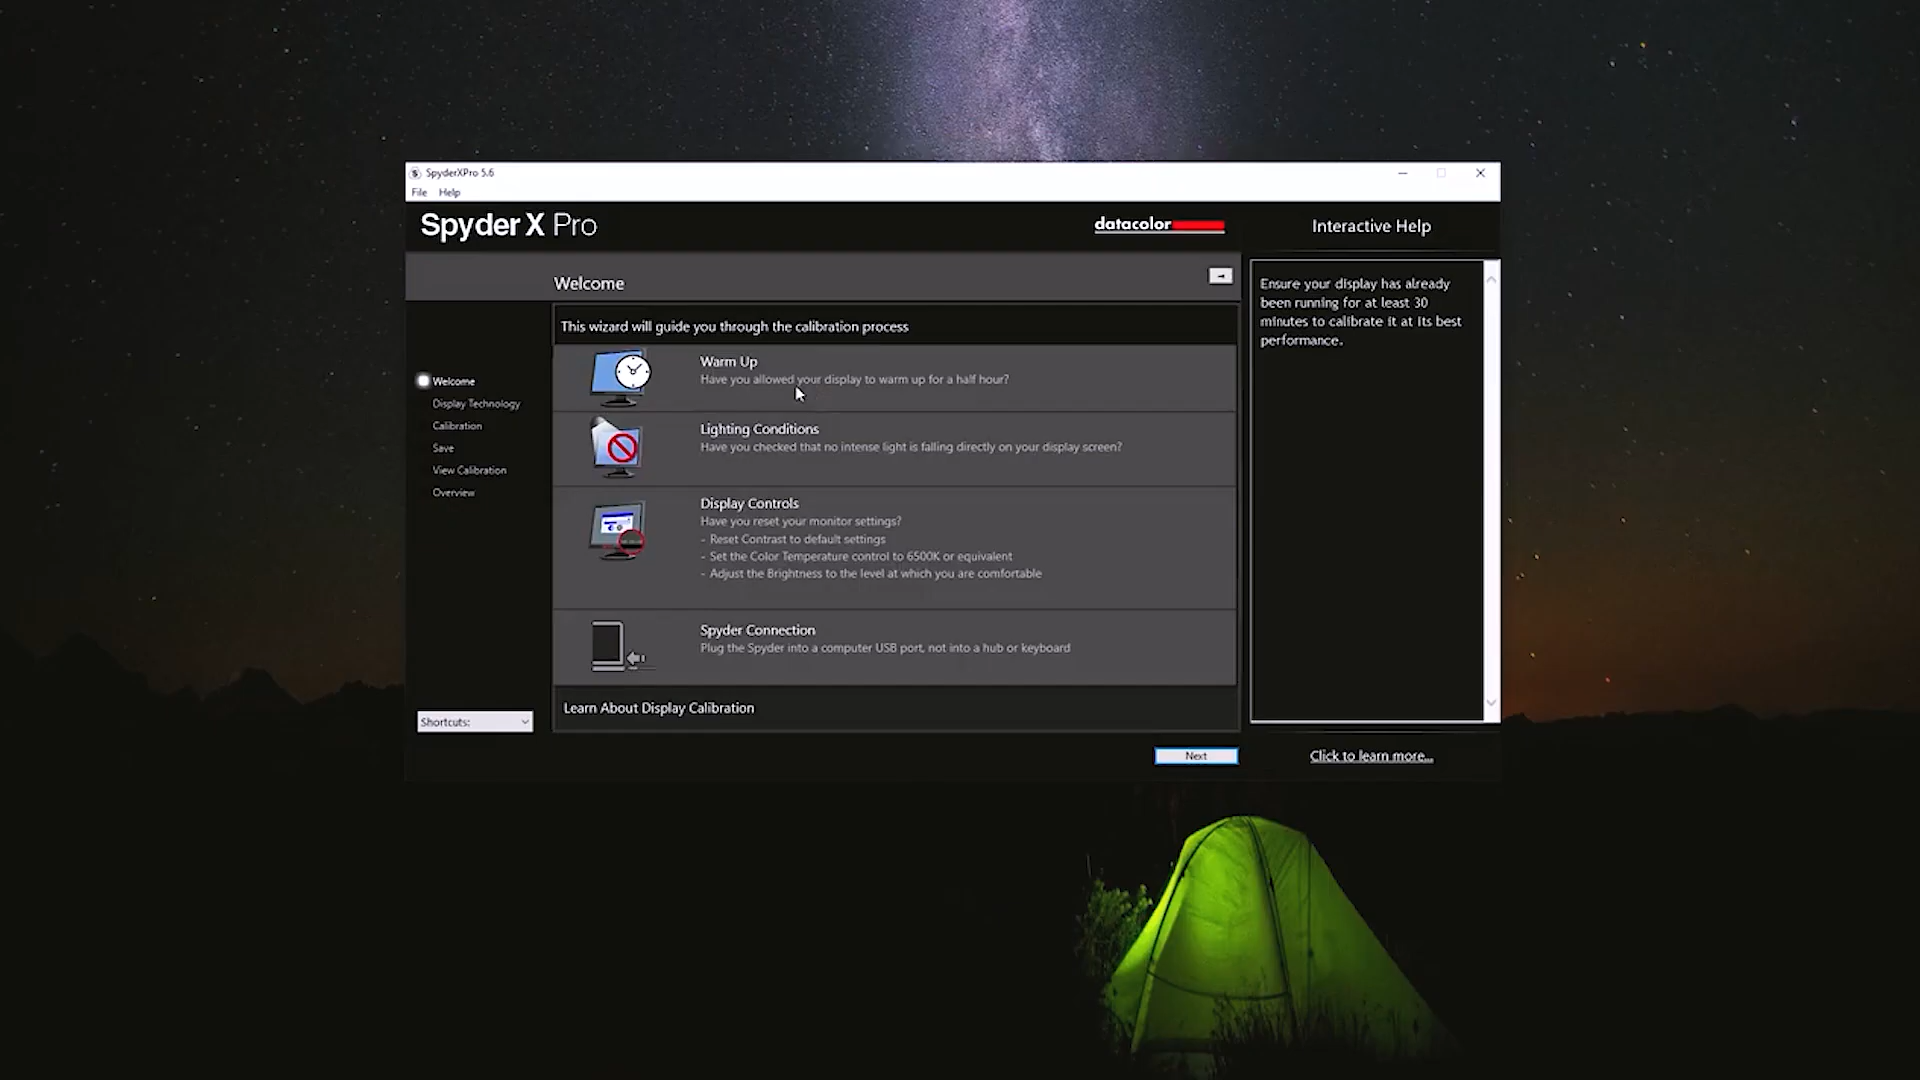 SpyderXPro 5.6
File Help
Spyder X Pro
datacolor
Interactive Help
Welcome
This wizard will guide you through the calibration process
Warm Up
Have you allowed your display to warm up for a half hour?
Lighting Conditions
Have you checked that no intense light is falling directly on your display screen?
Display Controls
Have you reset your monitor settings?
- Reset Contrast to default settings
- Set the Color Temperature control to 6500K or equivalent
- Adjust the Brightness to the level at which you are comfortable
Spyder Connection
Plug the Spyder into a computer USB port, not into a hub or keyboard
Learn About Display Calibration
Welcome
Display Technology
Calibration
Save
View Calibration
Overview
Shortcuts:
Next
Ensure your display has already
been running for at least 30
minutes to calibrate it at its best
performance.
Click to learn more...